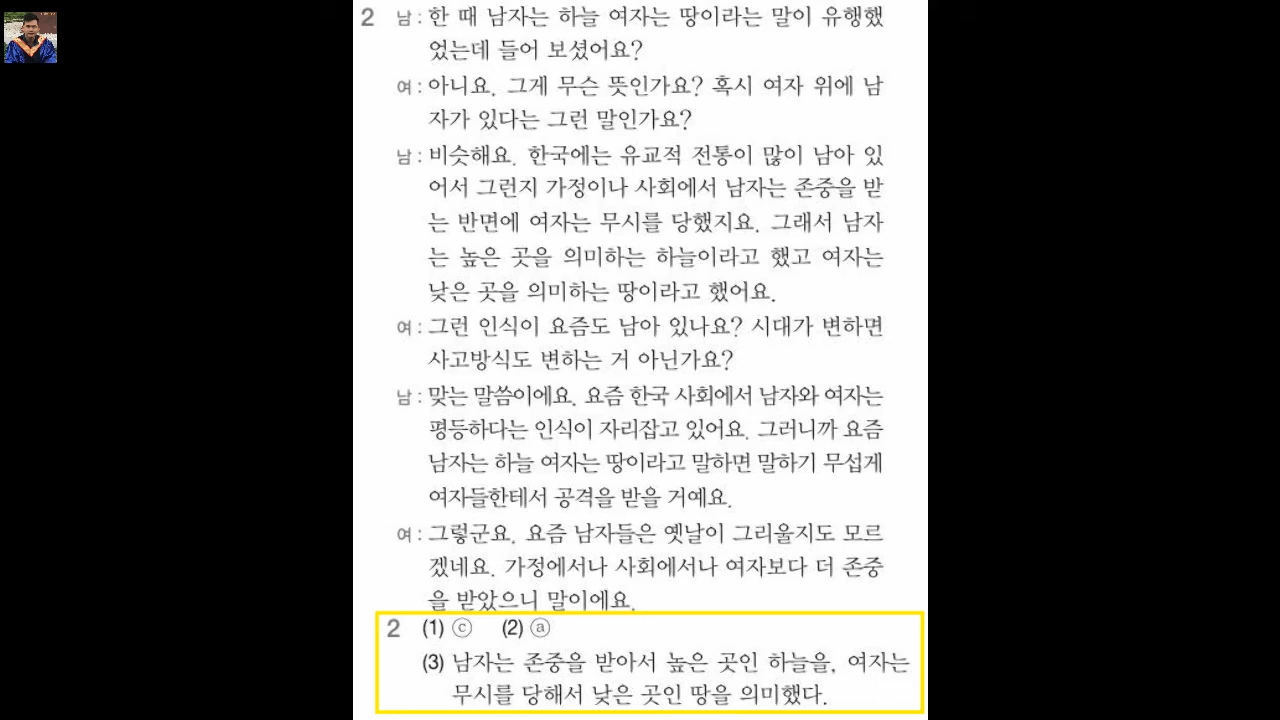 2 남 : 한 때 남자는 하늘 여자는 땅이라는 말이 유행했
었는데 들어 보셨어요?
여 : 아니요. 그게 무슨 뜻인가요? 혹시 여자 위에 남
자가 있다는 그런 말인가요?
남 : 비슷해요. 한국에는 유교적 전통이 많이 남아 있
어서 그런지 가정이나 사회에서 남자는 존중을 받
는 반면에 여자는 무시를 당했지요. 그래서 남자
는 높은 곳을 의미하는 하늘이라고 했고 여자는
낮은 곳을 의미하는 땅이라고 했어요.
여 : 그런 인식이 요즘도 남아 있나요? 시대가 변하면
사고방식도 변하는 거 아닌가요?
남 : 맞는 말씀이에요. 요즘 한국 사회에서 남자와 여자는
평등하다는 인식이 자리잡고 있어요. 그러니까 요즘
남자는 하늘 여자는 땅이라고 말하면 말하기 무섭게
여자들한테서 공격을 받을 거예요.
여 : 그렇군요. 요즘 남자들은 옛날이 그리울지도 모르
겠네요. 가정에서나 사회에서나 여자보다 더 존중
을 받았으니 말이에요.
2 (1) ⓒ (2) ⓐ
(3) 남자는 존중을 받아서 높은 곳인 하늘을, 여자는
무시를 당해서 낮은 곳인 땅을 의미했다.